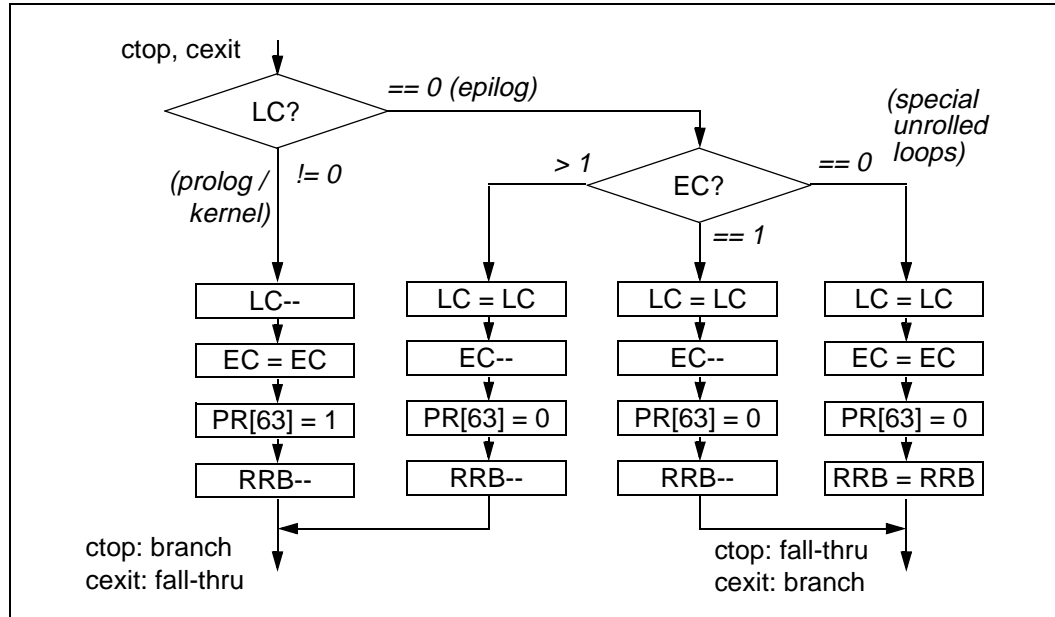 ctop, cexit
LC?
== 0 (epilog)
(special
unrolled
loops)
(prolog /
kernel)
!= 0
> 1
EC?
== 0
== 1
LC--
LC = LC
LC = LC
LC = LC
EC = EC
EC--
EC--
EC = EC
PR[63] = 1
PR[63] = 0
PR[63] = 0
PR[63] = 0
RRB--
RRB--
RRB--
RRB = RRB
ctop: branch
cexit: fall-thru
ctop: fall-thru
cexit: branch